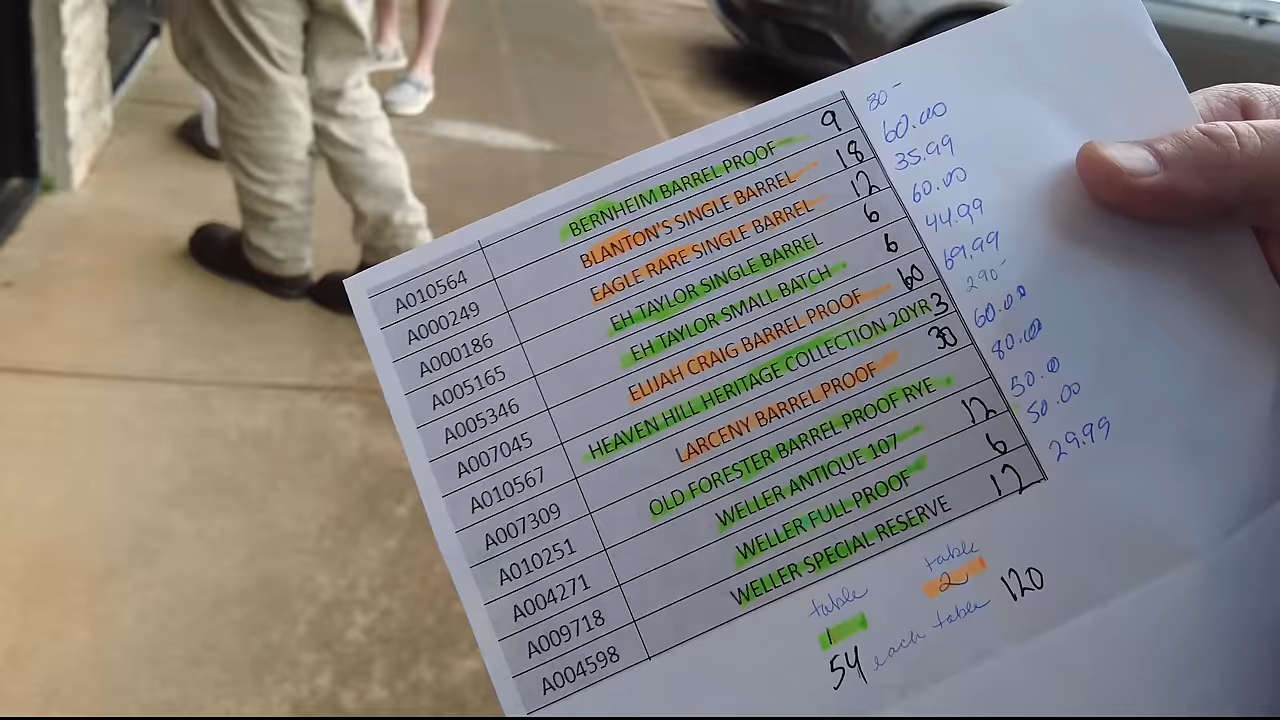 A010564 BERNHEIM BARREL PROOF 9 80-
A000249 BLANTON'S SINGLE BARREL 18 60.00
A000186 EAGLE RARE SINGLE BARREL 12 35.99
A005165 EH TAYLOR SINGLE BARREL 6 60.00
A005346 EH TAYLOR SMALL BATCH 6 44.99
A007045 ELIJAH CRAIG BARREL PROOF 60 69.99
A010567 HEAVEN HILL HERITAGE COLLECTION 20YR 3 290-
A007309 LARCENY BARREL PROOF 30 60.00
A010251 OLD FORESTER BARREL PROOF RYE 80.00
A004271 WELLER ANTIQUE 107 12 50.0
A009718 WELLER FULL PROOF 6 50.00
A004598 WELLER SPECIAL RESERVE 12 29.99
table table
1 2
54 each table 120